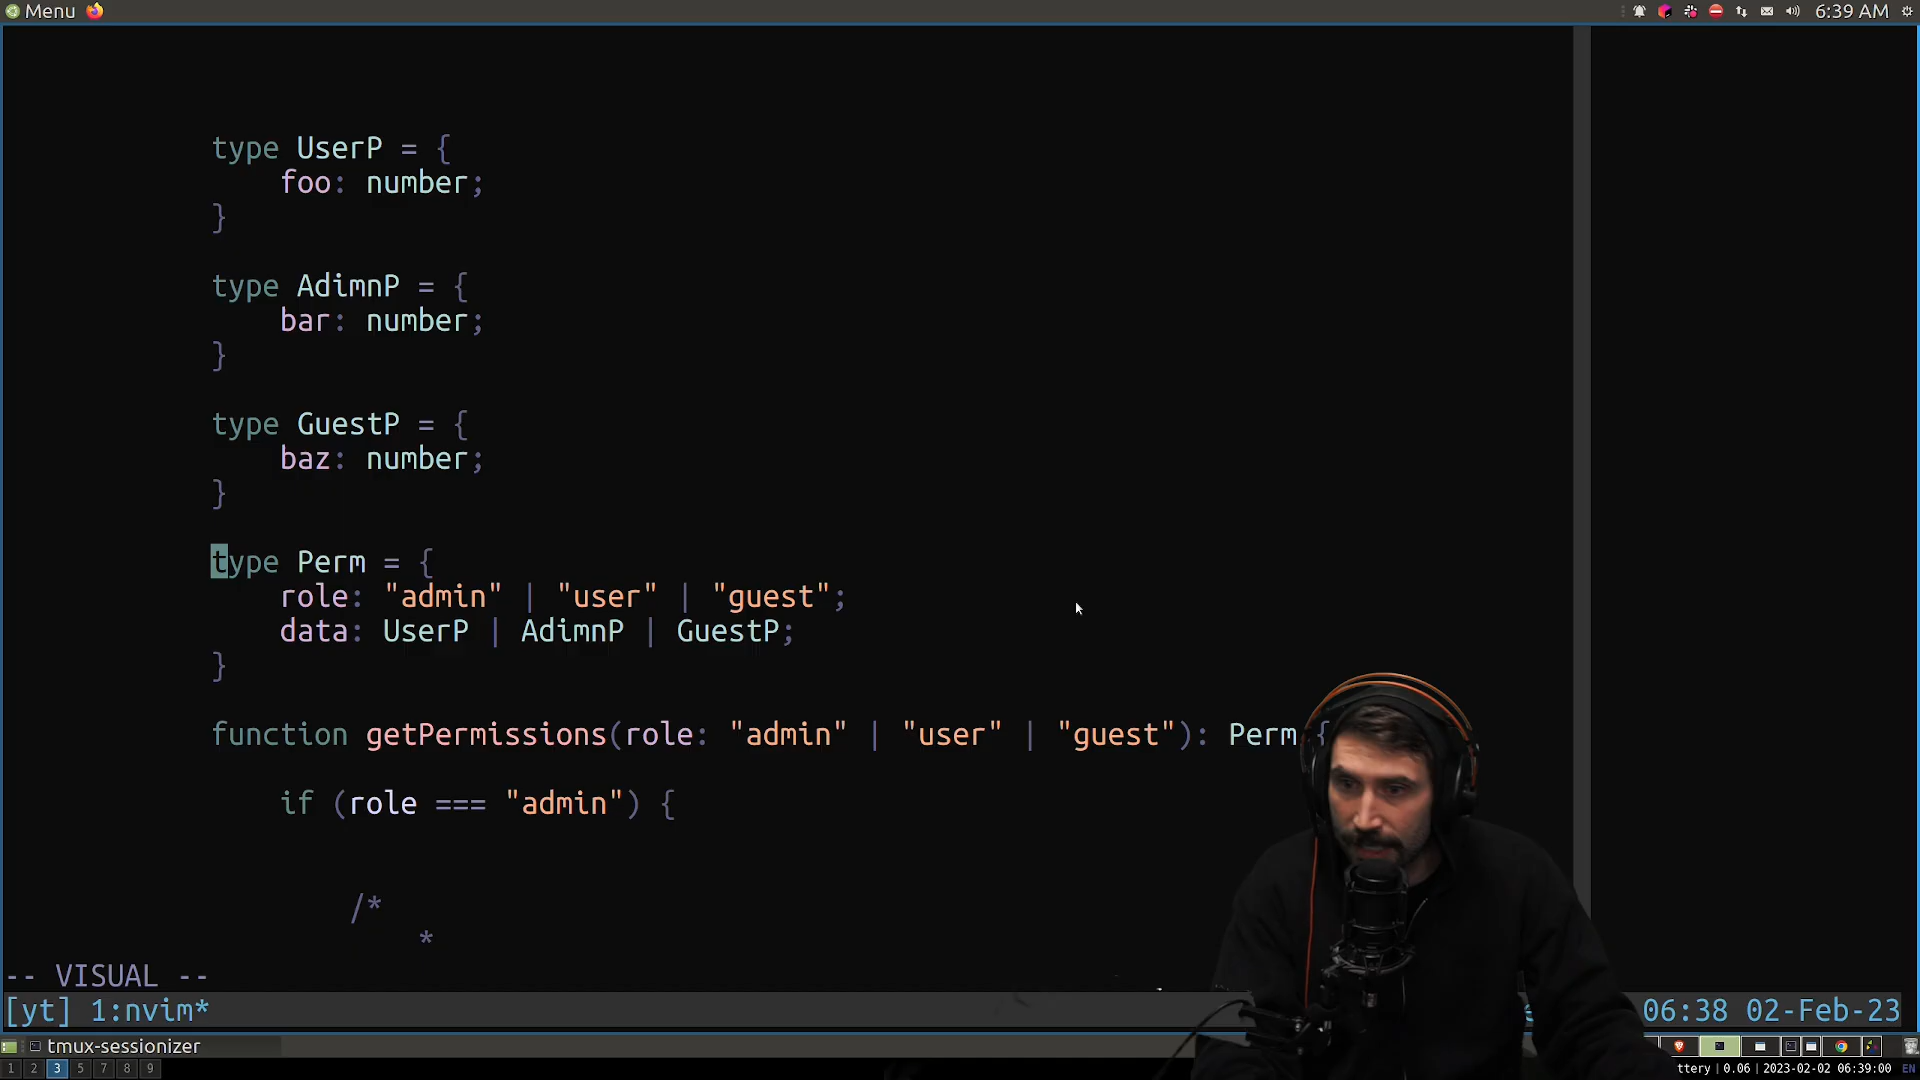 Menu
6:39 AM
type UserP = {
foo: number;
}
type AdimnP = {
bar: number;
}
type GuestP = {
baz: number;
}
type Perm = {
role: "admin" | "user" | "guest";
data: UserP | AdimnP | GuestP;
}
function getPermissions(role: "admin" | "user" | "guest"): Perm {
if (role === "admin") {
/*
*
-- VISUAL --
[yt] 1:nvim*
06:38 02-Feb-23
tmux-sessionizer
1 2 3 5 7 8 9
ttery | 0.06 | 2023-02-02 06:39:00 EN